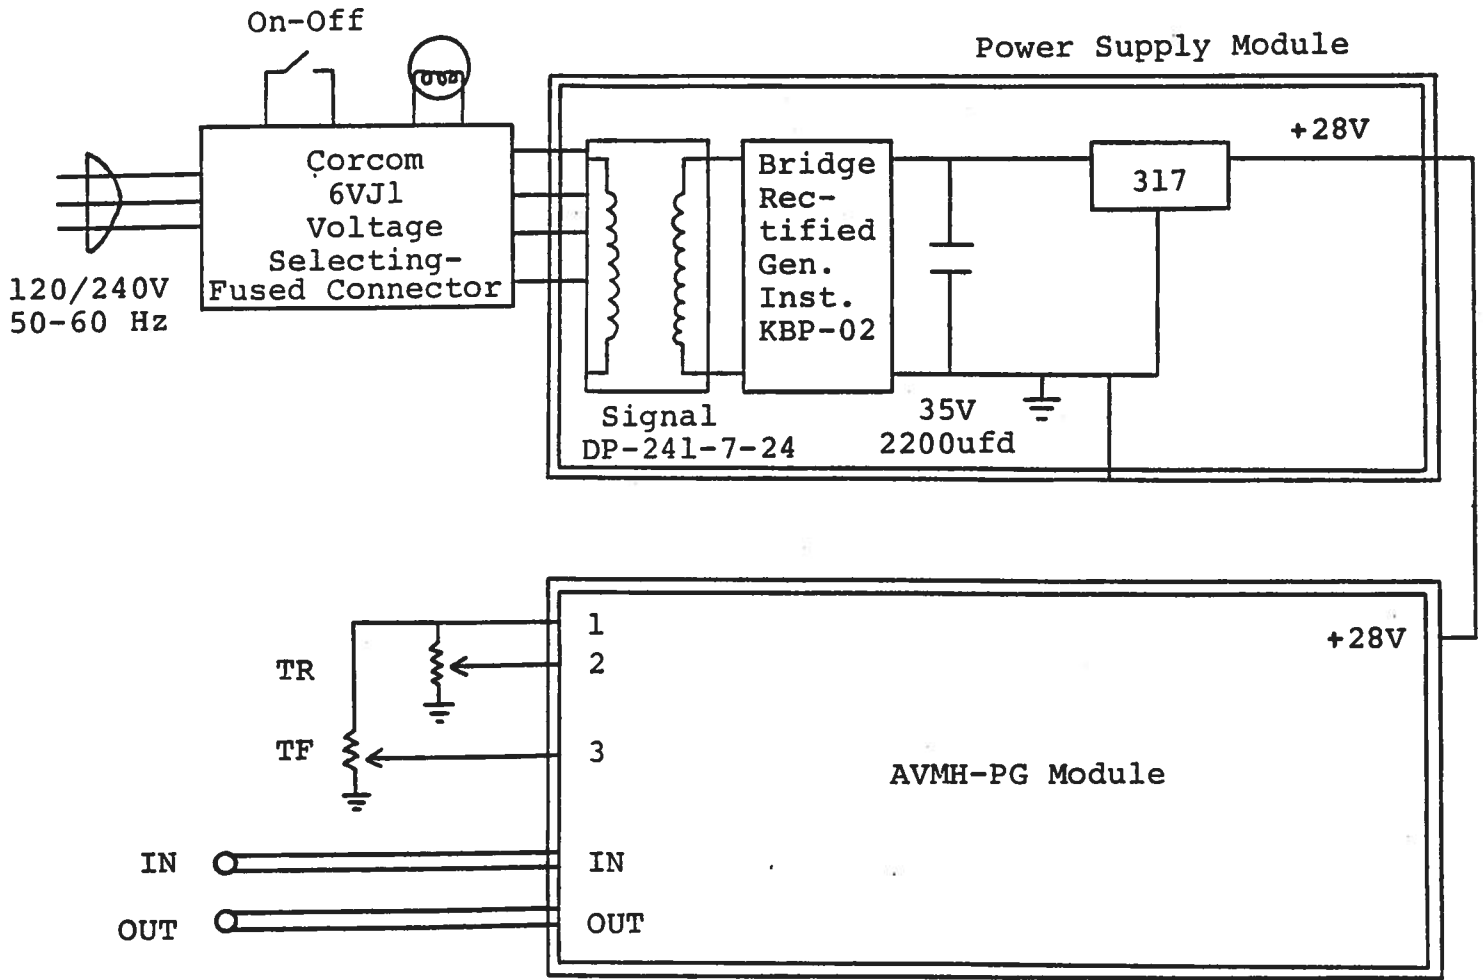 On-Off
Power Supply Module
+28V
Corcom
6VJ1
Voltage
Selecting-
Fused Connector
120/240V
50-60 Hz
Bridge
Rec-
tified
Gen.
Inst.
KBP-02
317
Signal
DP-241-7-24
35V
2200ufd
1
+28V
TR
2
TF
3
AVMH-PG Module
IN
IN
OUT
OUT